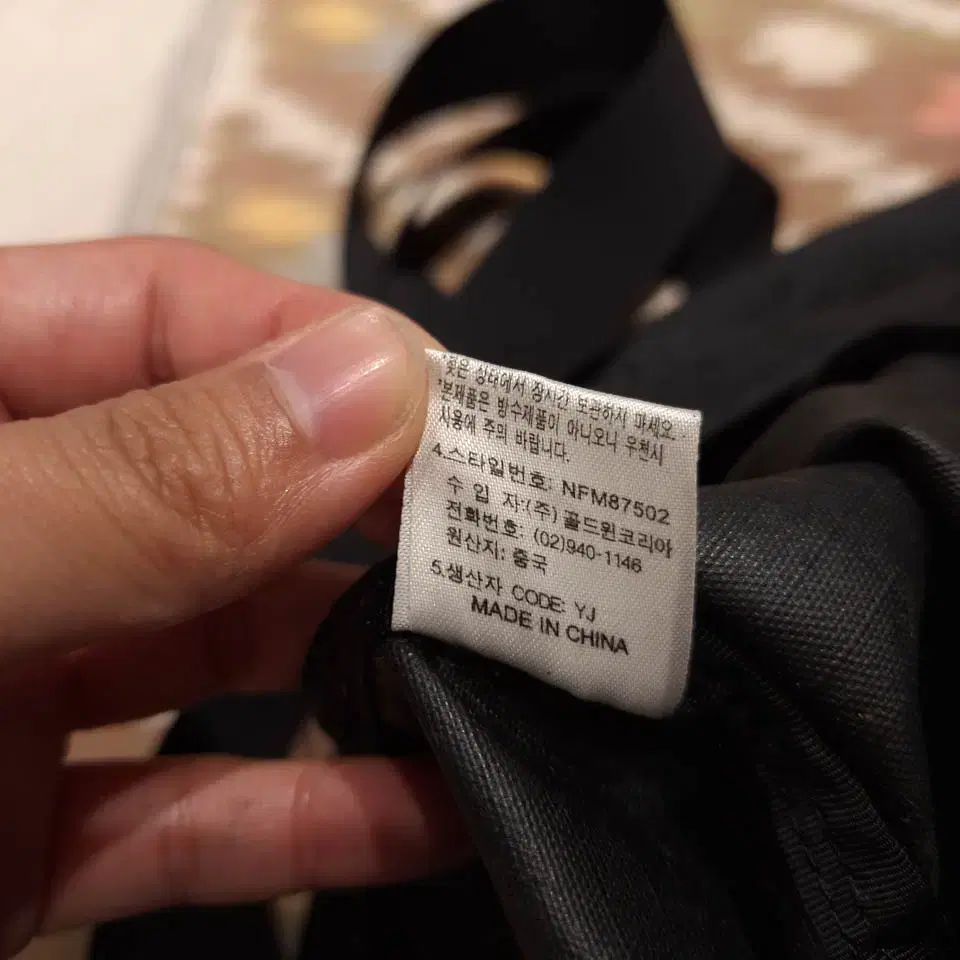 *젖은 상태에서 장시간 보관하지 마세요.
*본제품은 방수제품이 아니오니 우천시
사용에 주의 바랍니다.
4.스타일번호: NFM87502
수 입 자:(주) 골드윈코리아
전화번호: (02)940-1146
원산지: 중국
5.생산자 CODE: YJ
MADE IN CHINA